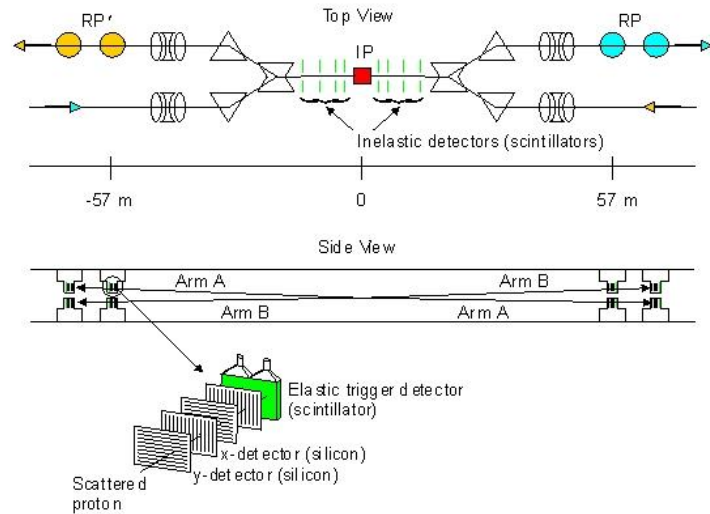 Top View
RP'
IP
RP
Inelastic detectors (scintillators)
-57 m
0
57 m
Side View
Arm A
Arm B
Arm B
Arm A
Elastic trigger detector
(scintillator)
x-detector (silicon)
y-detector (silicon)
Scattered
proton